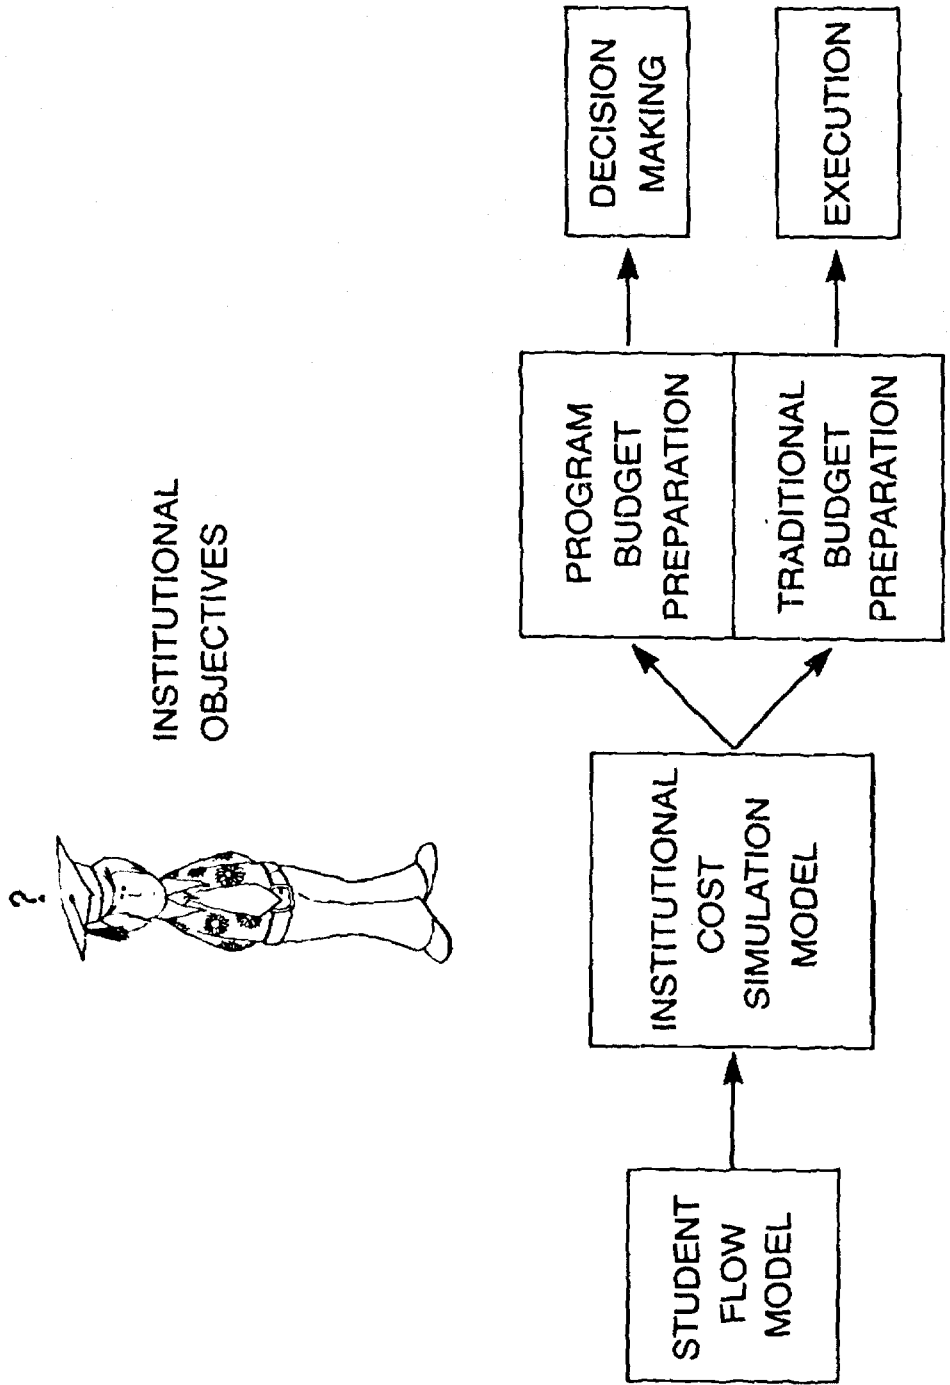 ?
INSTITUTIONAL
OBJECTIVES
STUDENT
FLOW
MODEL
INSTITUTIONAL
COST
SIMULATION
MODEL
PROGRAM
BUDGET
PREPARATION
TRADITIONAL
BUDGET
PREPARATION
DECISION
MAKING
EXECUTION